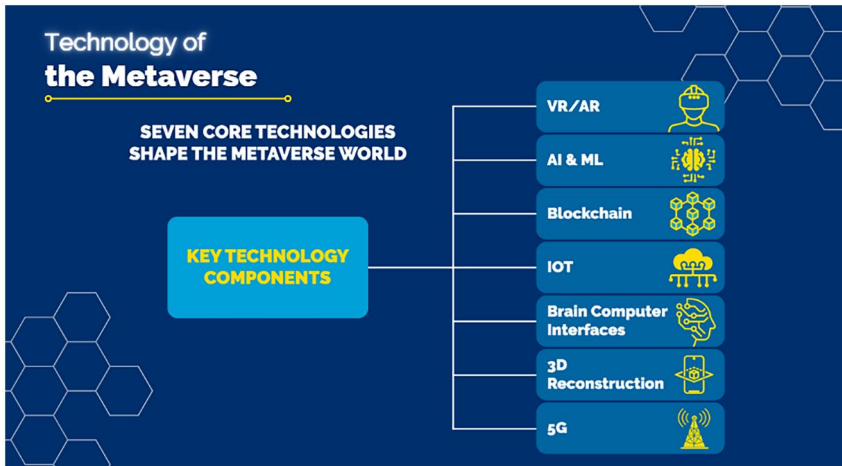 Technology of
the Metaverse
SEVEN CORE TECHNOLOGIES
SHAPE THE METAVERSE WORLD
KEY TECHNOLOGY
COMPONENTS
VR/AR
AI & ML
Blockchain
IOT
Brain Computer
Interfaces
3D
Reconstruction
5G